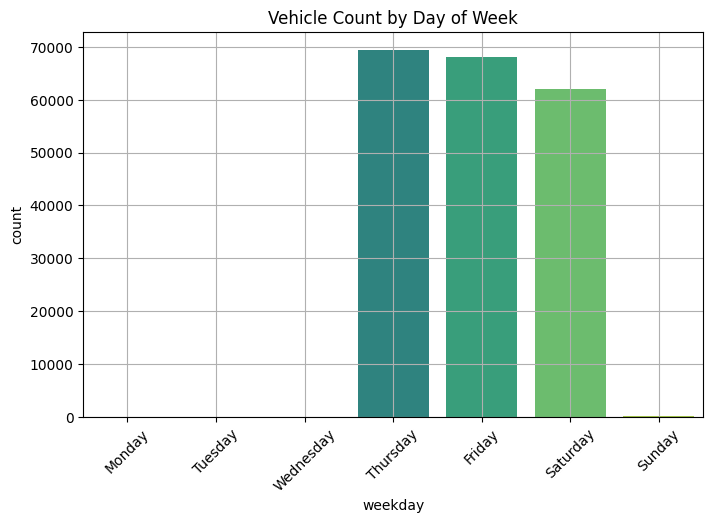 Vehicle Count by Day of Week
70000
60000
50000
40000
30000
20000
10000
0
count
Monday
Tuesday
Wednesday
Thursday
Friday
Saturday
Sunday
weekday